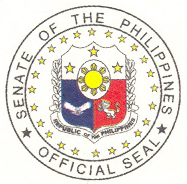 SENATE OF THE PHILIPPINES
REPUBLIC OF THE PHILIPPINES
OFFICIAL SEAL